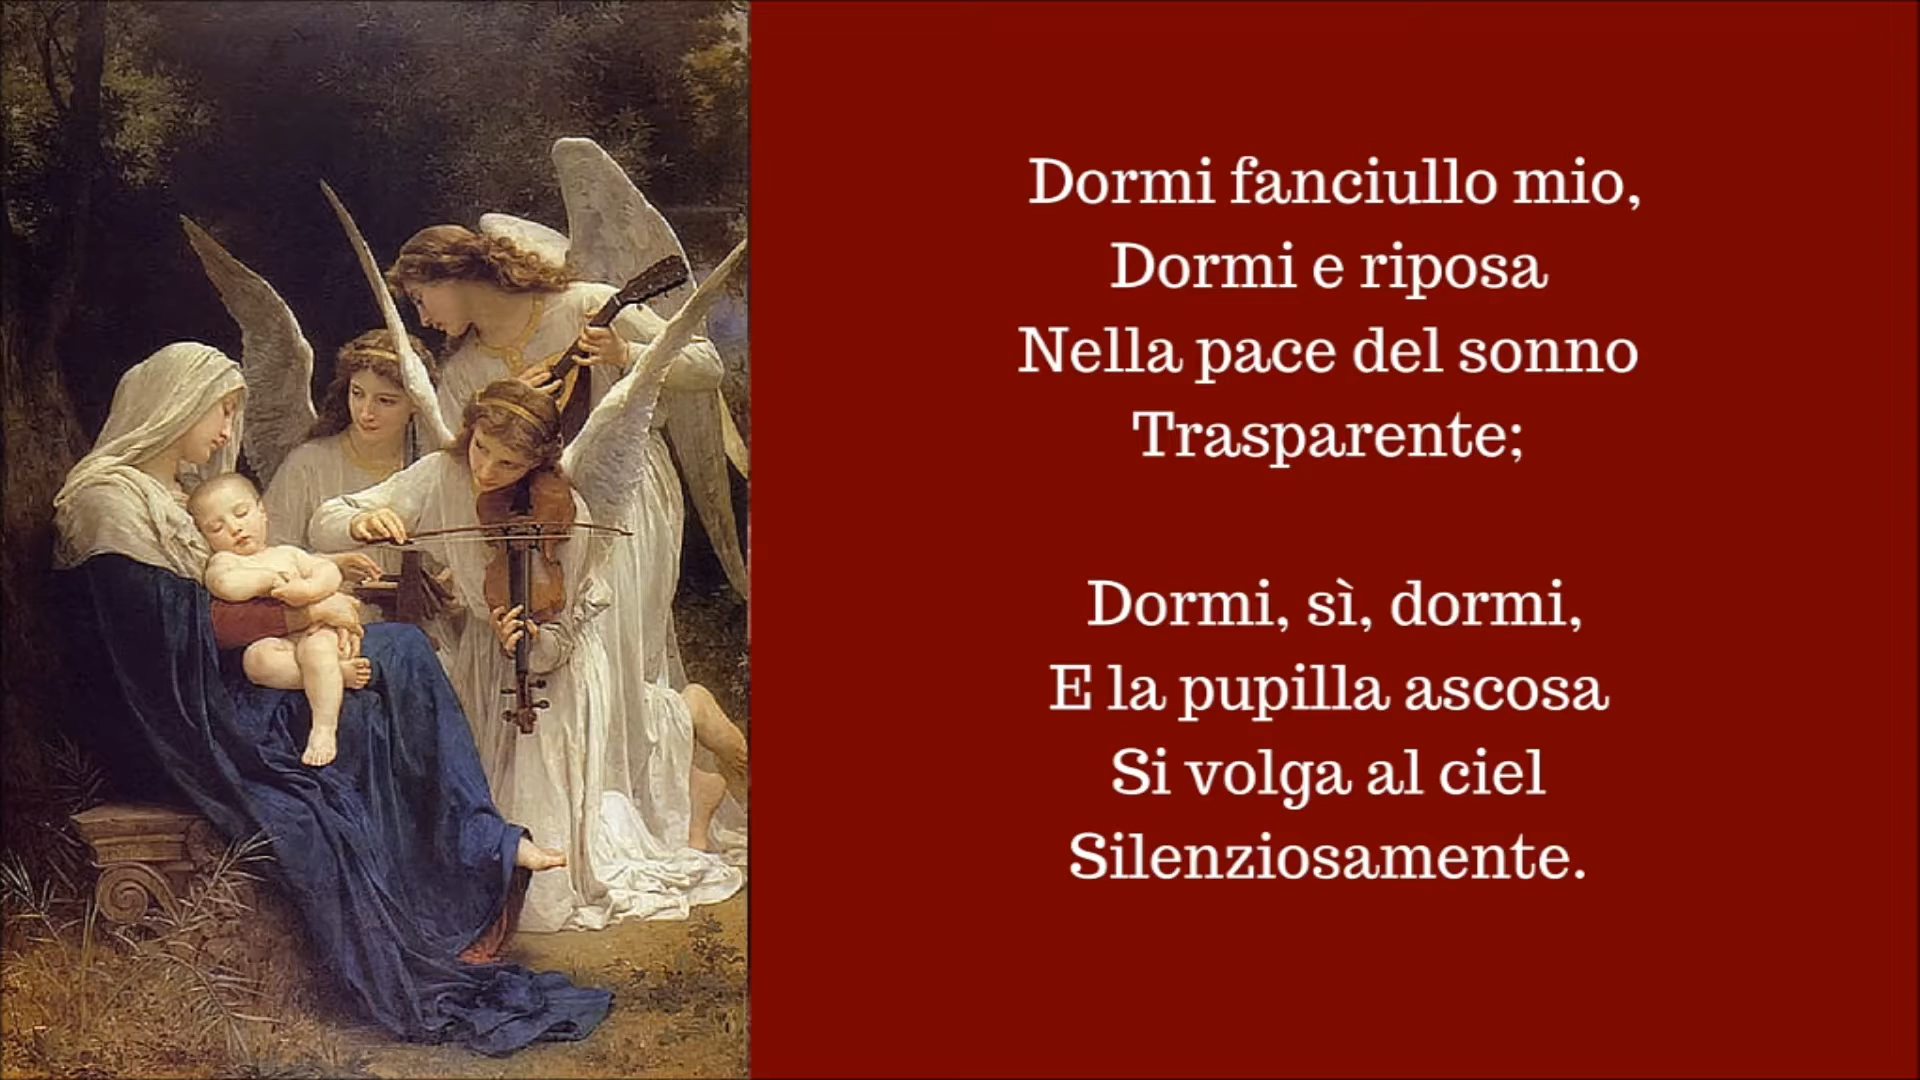 Dormi fanciullo mio,
Dormi e riposa
Nella pace del sonno
Trasparente;
Dormi, sì, dormi,
E la pupilla ascosa
Si volga al ciel
Silenziosamente.